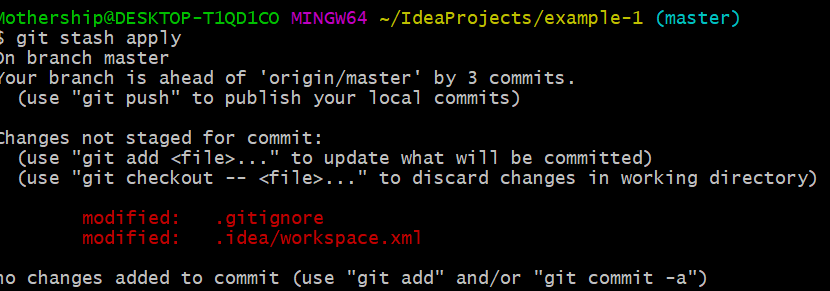 Mothership@DESKTOP-T1QD1CO MINGW64 ~/IdeaProjects/example-1 (master)
$ git stash apply
On branch master
Your branch is ahead of 'origin/master' by 3 commits.
  (use "git push" to publish your local commits)

Changes not staged for commit:
  (use "git add <file>..." to update what will be committed)
  (use "git checkout -- <file>..." to discard changes in working directory)

        modified:   .gitignore
        modified:   .idea/workspace.xml

no changes added to commit (use "git add" and/or "git commit -a")